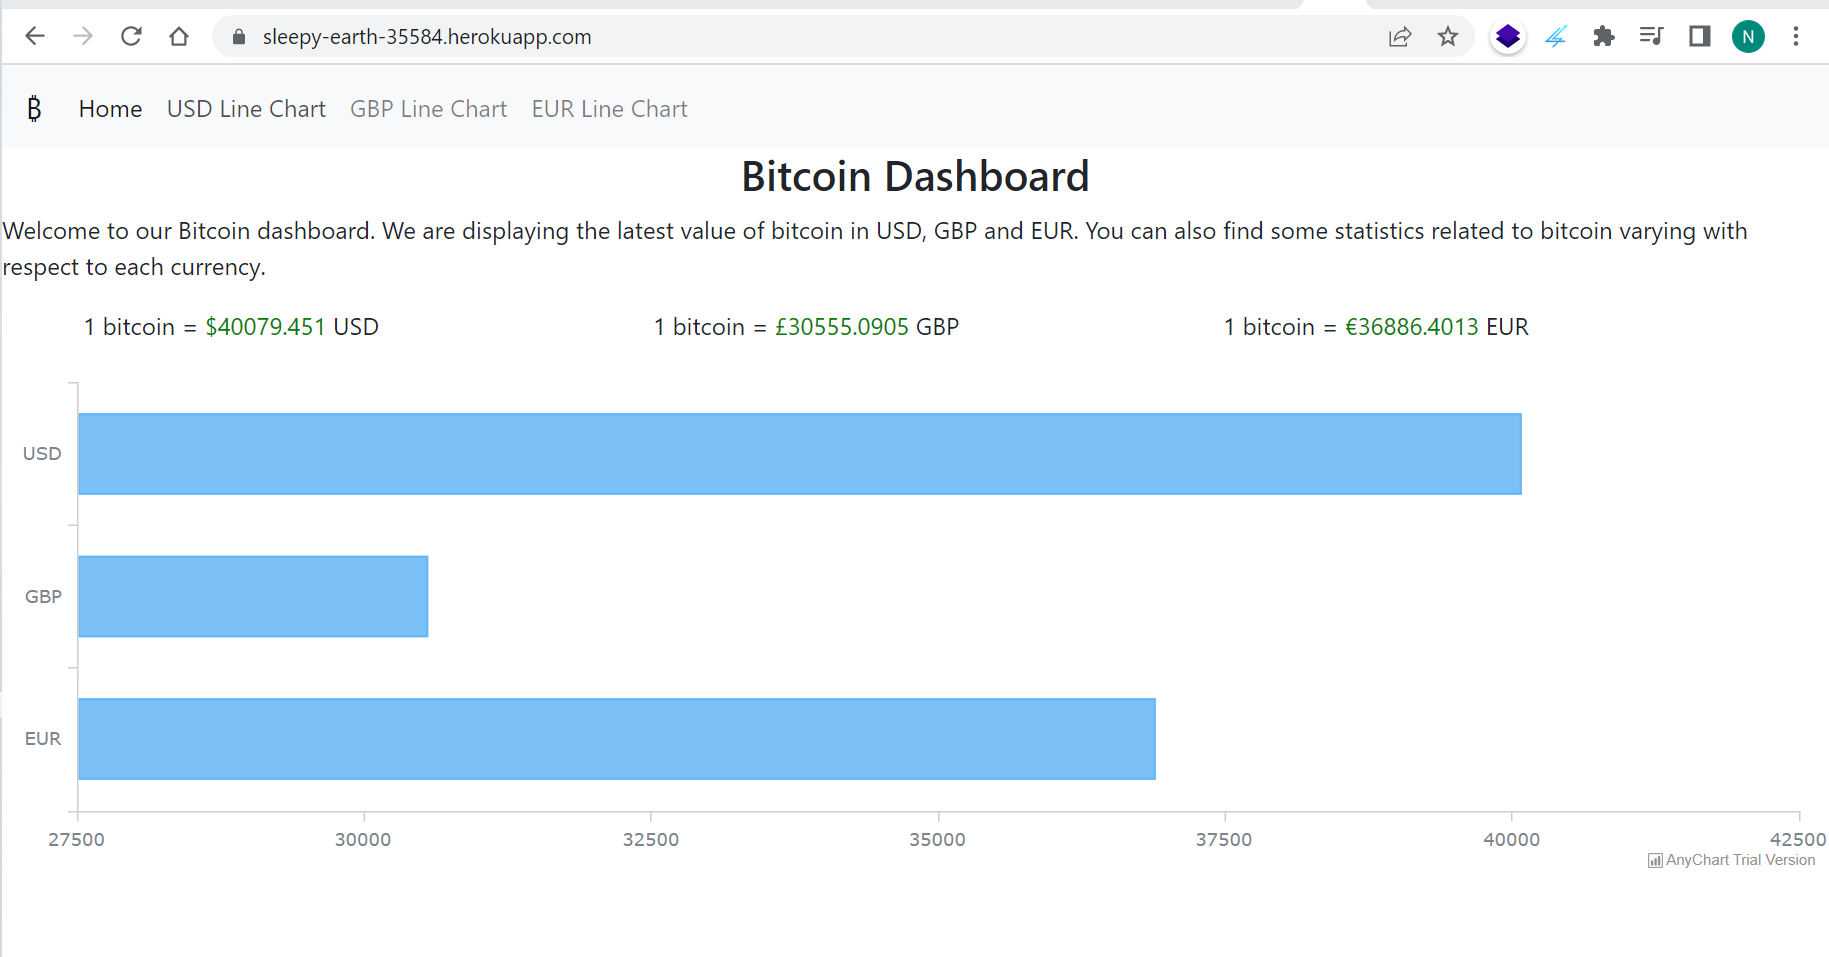 sleepy-earth-35584.herokuapp.com
N
₿ Home USD Line Chart GBP Line Chart EUR Line Chart
Bitcoin Dashboard
Welcome to our Bitcoin dashboard. We are displaying the latest value of bitcoin in USD, GBP and EUR. You can also find some statistics related to bitcoin varying with
respect to each currency.
1 bitcoin = $40079.451 USD 1 bitcoin = £30555.0905 GBP 1 bitcoin = €36886.4013 EUR
USD
GBP
EUR
27500 30000 32500 35000 37500 40000 42500
AnyChart Trial Version